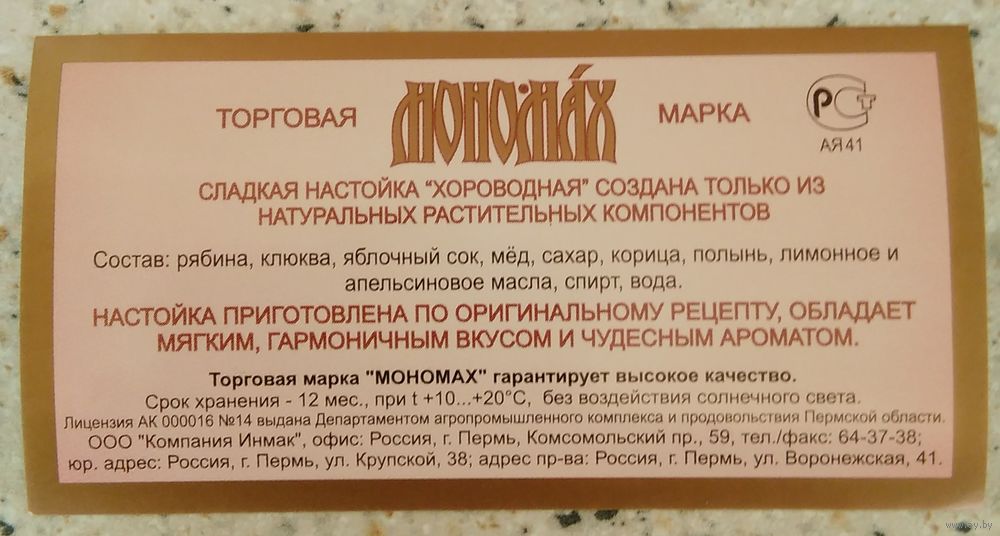 ТОРГОВАЯ МОНОМАХ МАРКА
РСТ
АЯ41
СЛАДКАЯ НАСТОЙКА "ХОРОВОДНАЯ" СОЗДАНА ТОЛЬКО ИЗ
НАТУРАЛЬНЫХ РАСТИТЕЛЬНЫХ КОМПОНЕНТОВ
Состав: рябина, клюква, яблочный сок, мёд, сахар, корица, полынь, лимонное и
апельсиновое масла, спирт, вода.
НАСТОЙКА ПРИГОТОВЛЕНА ПО ОРИГИНАЛЬНОМУ РЕЦЕПТУ, ОБЛАДАЕТ
МЯГКИМ, ГАРМОНИЧНЫМ ВКУСОМ И ЧУДЕСНЫМ АРОМАТОМ.
Торговая марка "МОНОМАХ" гарантирует высокое качество.
Срок хранения - 12 мес., при t +10...+20°С, без воздействия солнечного света.
Лицензия АК 000016 №14 выдана Департаментом агропромышленного комплекса и продовольствия Пермской области.
ООО "Компания Инмак", офис: Россия, г. Пермь, Комсомольский пр., 59, тел./факс: 64-37-38;
юр. адрес: Россия, г. Пермь, ул. Крупской, 38; адрес пр-ва: Россия, г. Пермь, ул. Воронежская, 41.
www.ay.by